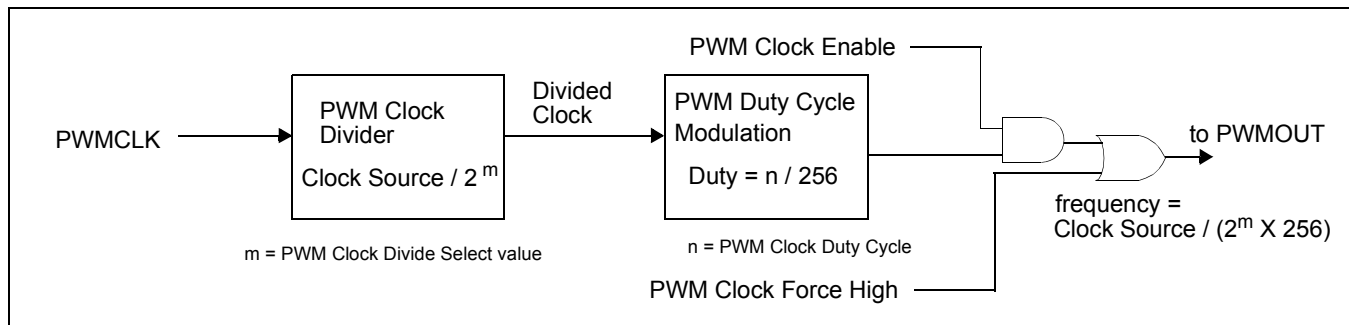 PWM Clock Enable
PWMCLK
PWM Clock
Divider
Clock Source / 2 m
m = PWM Clock Divide Select value
Divided
Clock
PWM Duty Cycle
Modulation
Duty = n / 256
n = PWM Clock Duty Cycle
to PWMOUT
frequency =
Clock Source / (2m X 256)
PWM Clock Force High